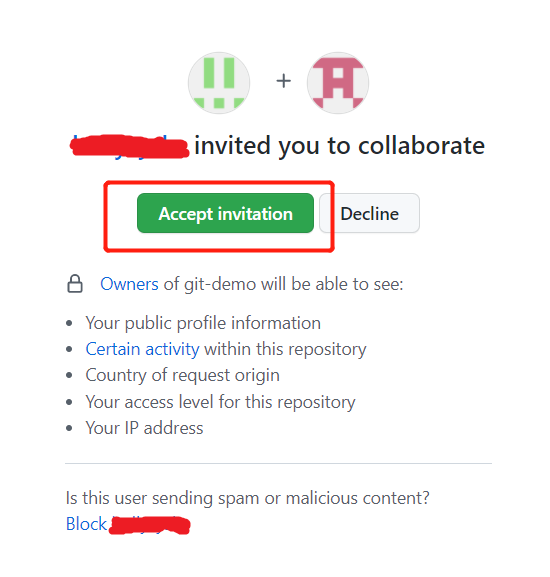 +
invited you to collaborate
Accept invitation
Decline
Owners of git-demo will be able to see:
Your public profile information
Certain activity within this repository
Country of request origin
Your access level for this repository
Your IP address
Is this user sending spam or malicious content?
Block